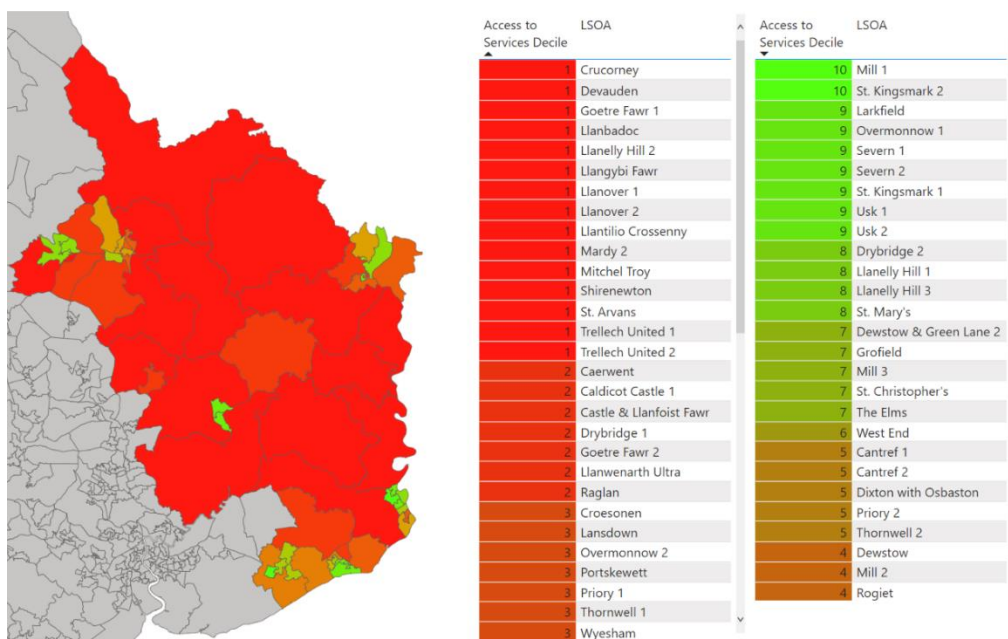 Access to
Services Decile
LSOA
1 Crucorney
1 Devauden
1 Goetre Fawr 1
1 Llanbadoc
1 Llanelly Hill 2
1 Llangybi Fawr
1 Llanover 1
1 Llanover 2
1 Llantilio Crossenny
1 Mardy 2
1 Mitchel Troy
1 Shirenewton
1 St. Arvans
1 Trellech United 1
1 Trellech United 2
2 Caerwent
2 Caldicot Castle 1
2 Castle & Llanfoist Fawr
2 Drybridge 1
2 Goetre Fawr 2
2 Llanwenarth Ultra
2 Raglan
3 Croesonen
3 Lansdown
3 Overmonnow 2
3 Portskewett
3 Priory 1
3 Thornwell 1
3 Wyesham
Access to
Services Decile
LSOA
10 Mill 1
10 St. Kingsmark 2
9 Larkfield
9 Overmonnow 1
9 Severn 1
9 Severn 2
9 St. Kingsmark 1
9 Usk 1
9 Usk 2
8 Drybridge 2
8 Llanelly Hill 1
8 Llanelly Hill 3
8 St. Mary's
7 Dewstow & Green Lane 2
7 Grofield
7 Mill 3
7 St. Christopher's
7 The Elms
6 West End
5 Cantref 1
5 Cantref 2
5 Dixton with Osbaston
5 Priory 2
5 Thornwell 2
4 Dewstow
4 Mill 2
4 Rogiet